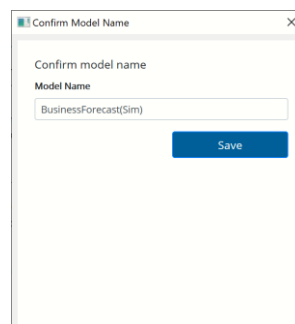 Confirm Model Name
Confirm model name
Model Name
BusinessForecast(Sim)
Save